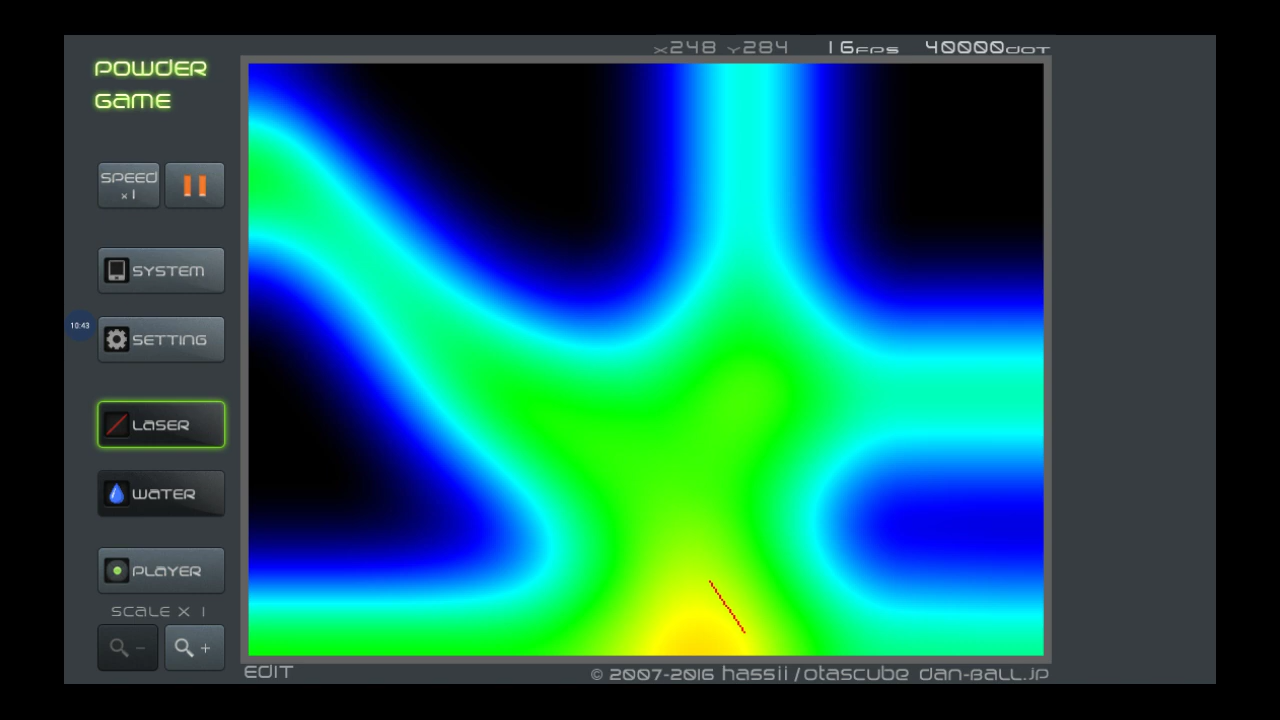 x248 y284 16FPS 40000dot
POWDER
GAME
SPEED
x1
SYSTEM
10:43
SETTING
LASER
WATER
PLAYER
SCALE x 1
EDIT
© 2007-2016 hassii/otascube dan-ball.jp